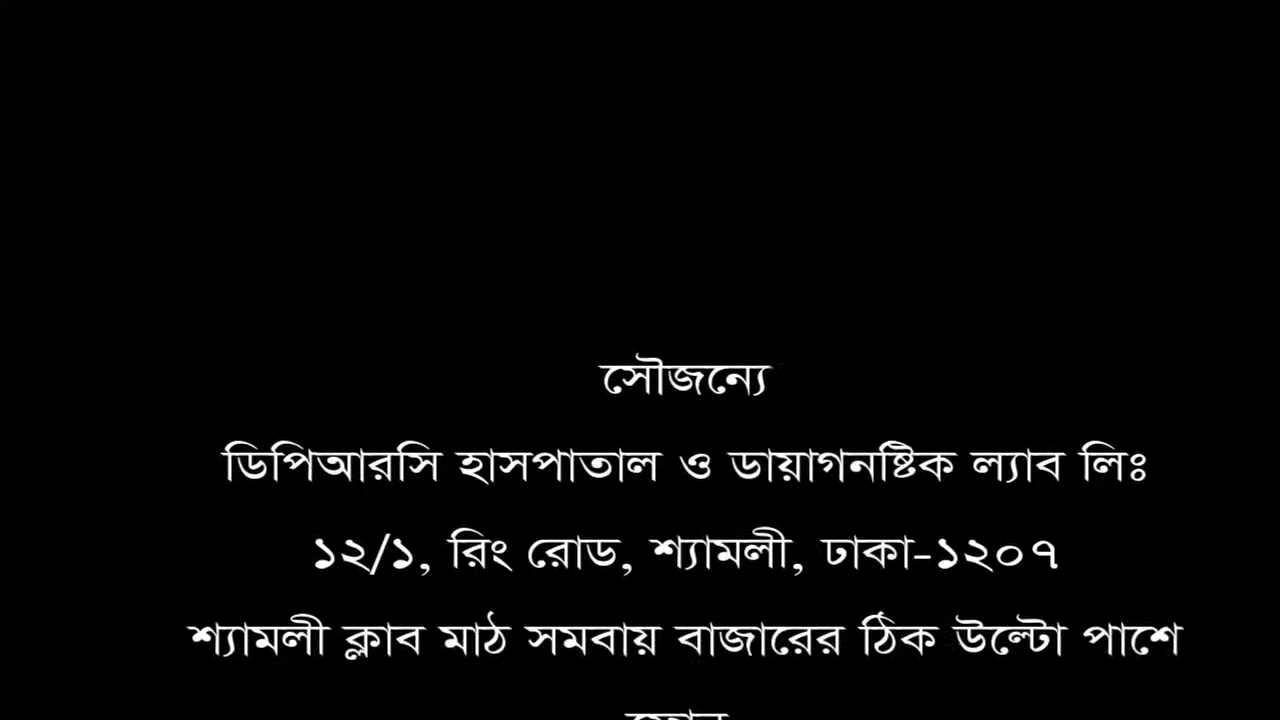 সৌজন্যে
ডিপিআরসি হাসপাতাল ও ডায়াগনষ্টিক ল্যাব লিঃ
১২/১, রিং রোড, শ্যামলী, ঢাকা-১২০৭
শ্যামলী ক্লাব মাঠ সমবায় বাজারের ঠিক উল্টো পাশে